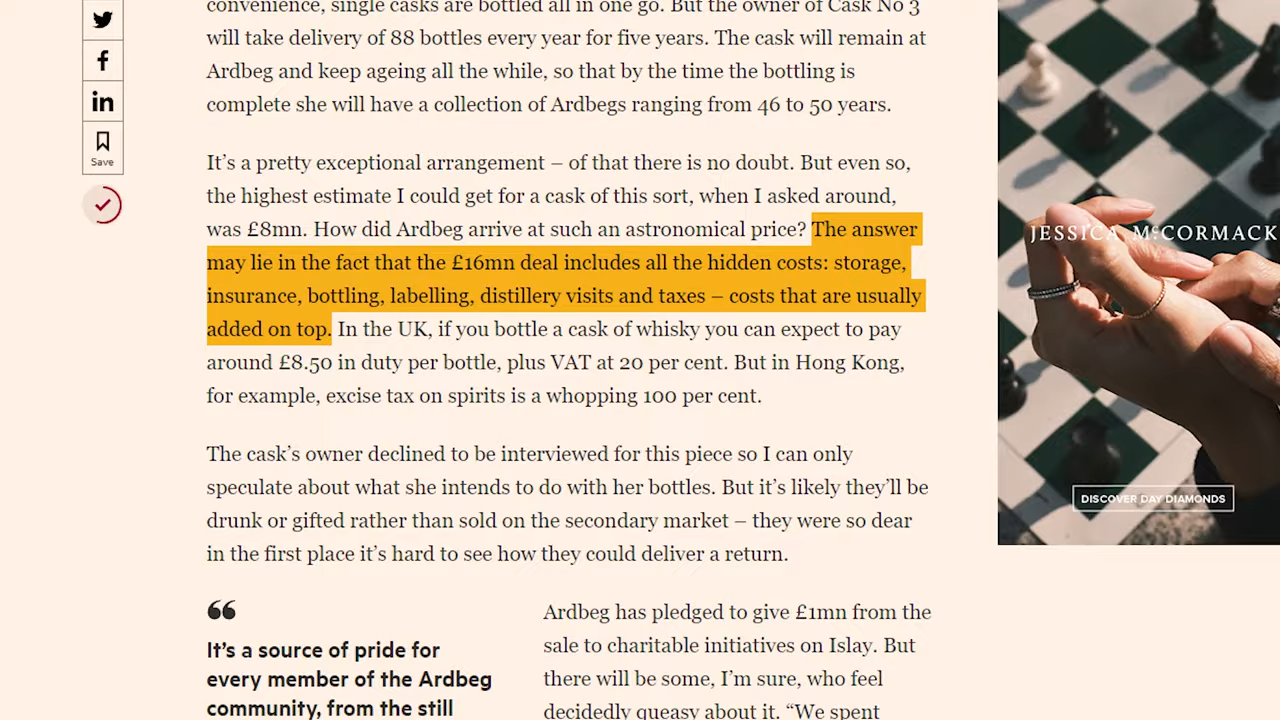 convenience, single casks are bottled all in one go. But the owner of Cask No 3
will take delivery of 88 bottles every year for five years. The cask will remain at
Ardbeg and keep ageing all the while, so that by the time the bottling is
complete she will have a collection of Ardbegs ranging from 46 to 50 years.
Save
It’s a pretty exceptional arrangement – of that there is no doubt. But even so,
the highest estimate I could get for a cask of this sort, when I asked around,
was £8mn. How did Ardbeg arrive at such an astronomical price? The answer
may lie in the fact that the £16mn deal includes all the hidden costs: storage,
insurance, bottling, labelling, distillery visits and taxes – costs that are usually
added on top. In the UK, if you bottle a cask of whisky you can expect to pay
around £8.50 in duty per bottle, plus VAT at 20 per cent. But in Hong Kong,
for example, excise tax on spirits is a whopping 100 per cent.
The cask’s owner declined to be interviewed for this piece so I can only
speculate about what she intends to do with her bottles. But it’s likely they’ll be
drunk or gifted rather than sold on the secondary market – they were so dear
in the first place it’s hard to see how they could deliver a return.
“
It’s a source of pride for
every member of the Ardbeg
community, from the still
Ardbeg has pledged to give £1mn from the
sale to charitable initiatives on Islay. But
there will be some, I’m sure, who feel
decidedly queasy about it. “We spent
JESSICA McCORMACK
DISCOVER DAY DIAMONDS